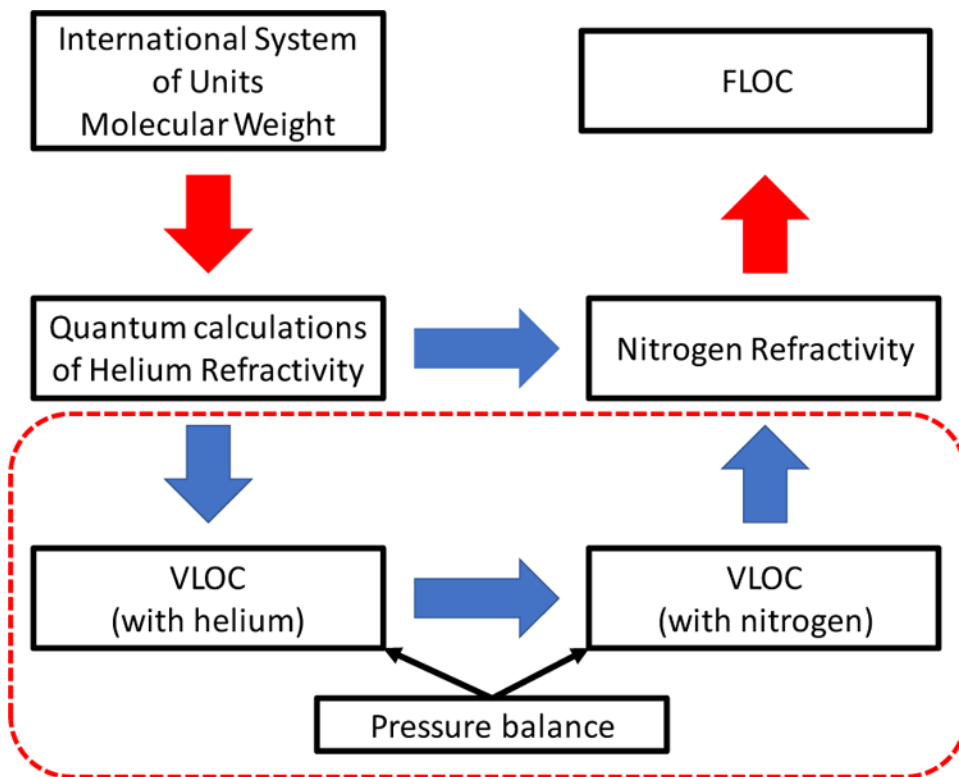 International System
of Units
Molecular Weight
FLOC
Quantum calculations
of Helium Refractivity
Nitrogen Refractivity
VLOC
(with helium)
VLOC
(with nitrogen)
Pressure balance